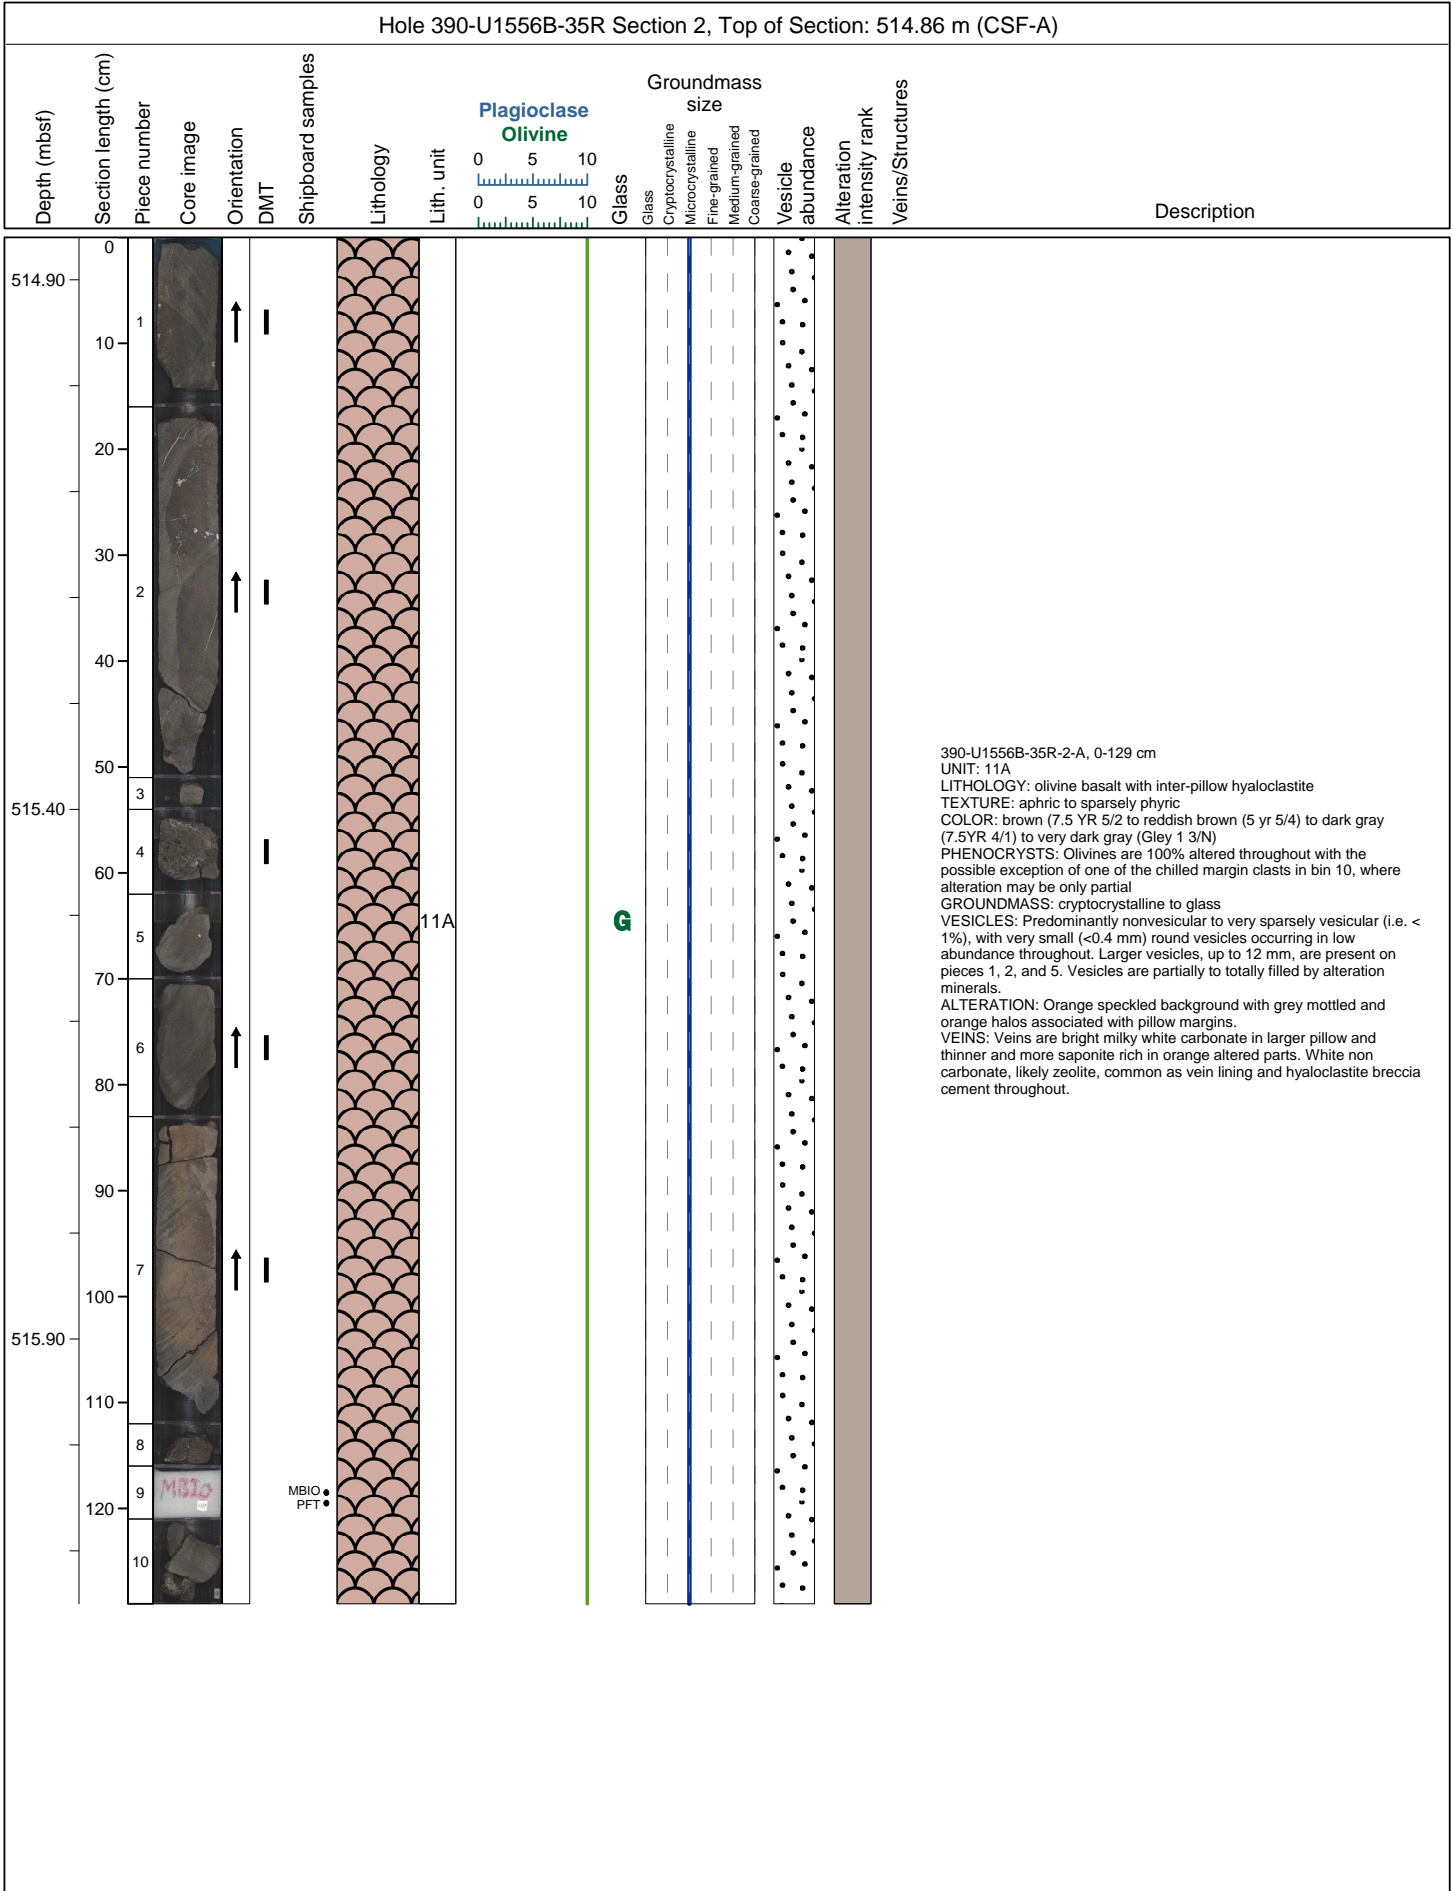 Hole 390-U1556B-35R Section 2, Top of Section: 514.86 m (CSF-A)
Depth (mbsf)
Section length (cm)
Piece number
Core image
Orientation
DMT
Shipboard samples
Lithology
Lith. unit
Plagioclase
Olivine
0 5 10
0 5 10
Glass
Groundmass
size
Glass
Cryptocrystalline
Microcrystalline
Fine-grained
Medium-grained
Coarse-grained
Vesicle
abundance
Alteration
intensity rank
Veins/Structures
Description
514.90
515.40
515.90
0
10
20
30
40
50
60
70
80
90
100
110
120
1
2
3
4
5
6
7
8
9
10
MBIO
MBIO
PFT
11A
G
390-U1556B-35R-2-A, 0-129 cm
UNIT: 11A
LITHOLOGY: olivine basalt with inter-pillow hyaloclastite
TEXTURE: aphric to sparsely phyric
COLOR: brown (7.5 YR 5/2 to reddish brown (5 yr 5/4) to dark gray
(7.5YR 4/1) to very dark gray (Gley 1 3/N)
PHENOCRYSTS: Olivines are 100% altered throughout with the
possible exception of one of the chilled margin clasts in bin 10, where
alteration may be only partial
GROUNDMASS: cryptocrystalline to glass
VESICLES: Predominantly nonvesicular to very sparsely vesicular (i.e. <
1%), with very small (<0.4 mm) round vesicles occurring in low
abundance throughout. Larger vesicles, up to 12 mm, are present on
pieces 1, 2, and 5. Vesicles are partially to totally filled by alteration
minerals.
ALTERATION: Orange speckled background with grey mottled and
orange halos associated with pillow margins.
VEINS: Veins are bright milky white carbonate in larger pillow and
thinner and more saponite rich in orange altered parts. White non
carbonate, likely zeolite, common as vein lining and hyaloclastite breccia
cement throughout.